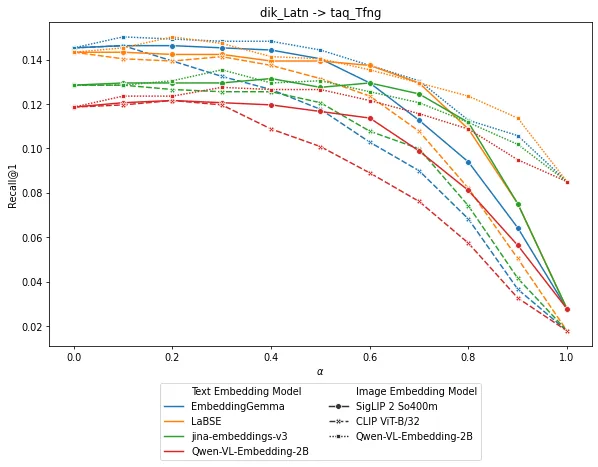 dik_Latn -> taq_Tfng
Recall@1
0.14
0.12
0.10
0.08
0.06
0.04
0.02
0.0 0.2 0.4 0.6 0.8 1.0
α
Text Embedding Model Image Embedding Model
EmbeddingGemma SigLIP 2 So400m
LaBSE CLIP ViT-B/32
jina-embeddings-v3 Qwen-VL-Embedding-2B
Qwen-VL-Embedding-2B